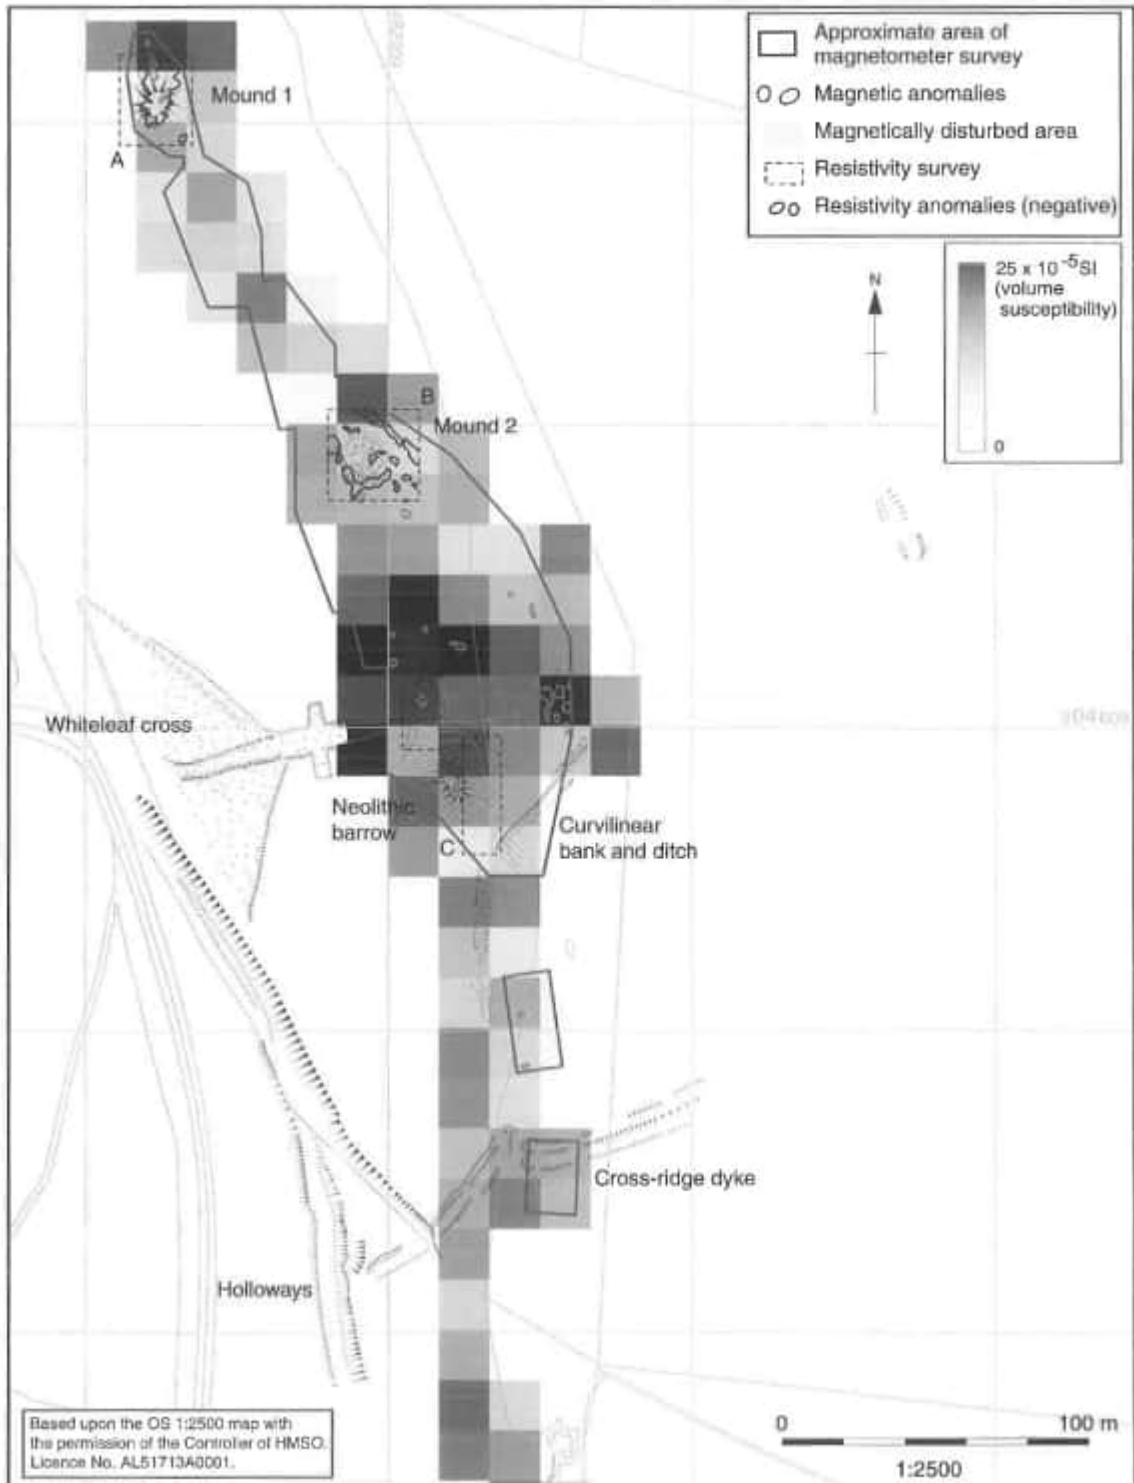 Approximate area of
magnetometer survey
Magnetic anomalies
Magnetically disturbed area
Resistivity survey
Resistivity anomalies (negative)
Mound 1
A
25 x 10 -5 SI
(volume
susceptibility)
0
N
B
Mound 2
Whiteleaf cross
Neolithic
barrow
C
Curvilinear
bank and ditch
Cross-ridge dyke
Holloways
Based upon the OS 1:2500 map with
the permission of the Controller of HMSO.
Licence No. AL51713A0001.
0 100 m
1:2500